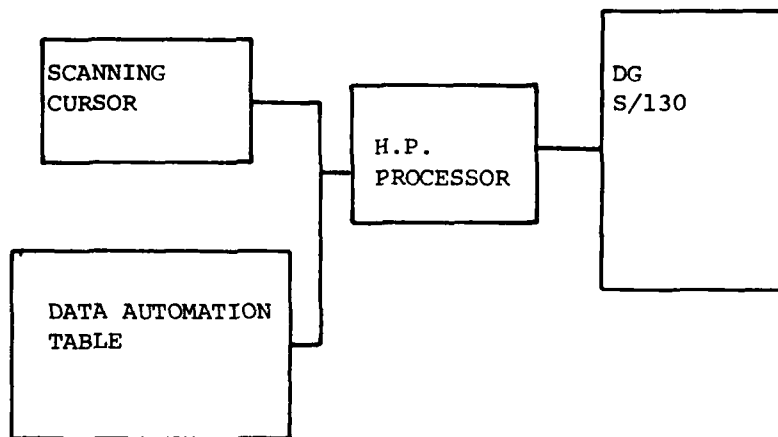 SCANNING
CURSOR
H.P.
PROCESSOR
DG
S/130
DATA AUTOMATION
TABLE